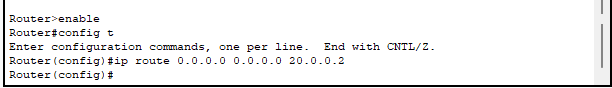 Router>enable
Router#config t
Enter configuration commands, one per line.  End with CNTL/Z.
Router(config)#ip route 0.0.0.0 0.0.0.0 20.0.0.2
Router(config)#